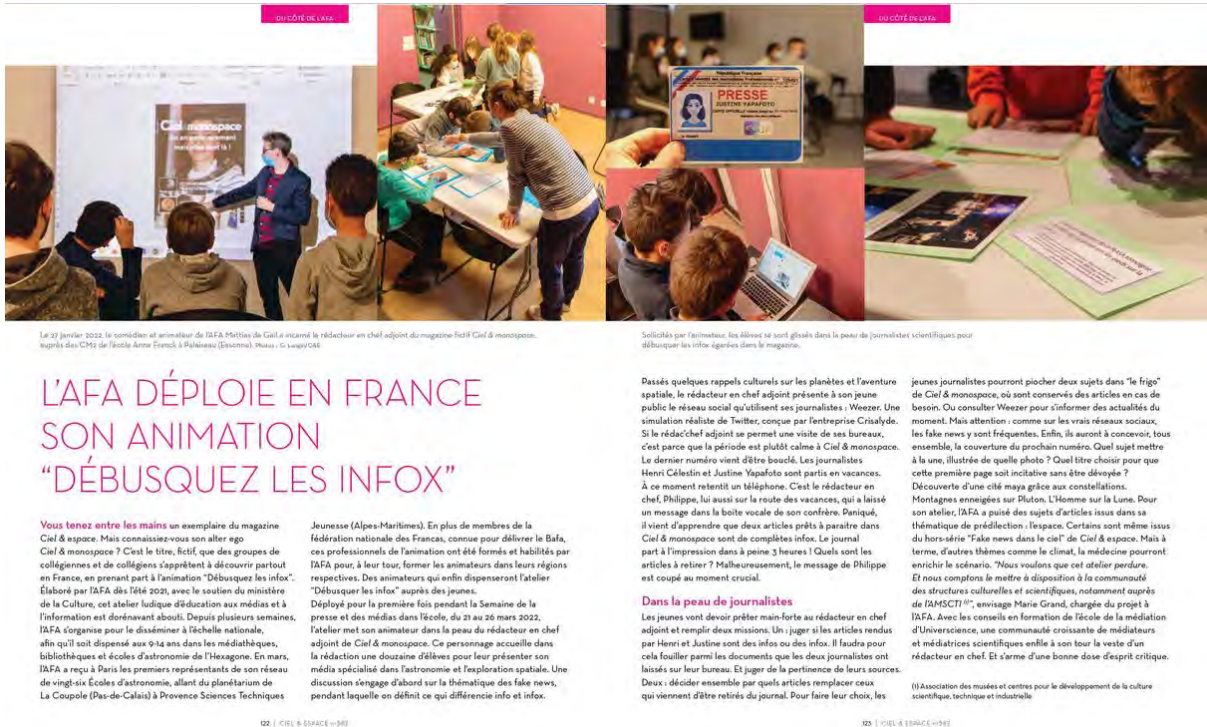 DU CÔTÉ DE L'AFA
DU CÔTÉ DE L'AFA
Ciel & monospace
mais elles sont là !
République Française
PRESSE
JUSTINE YAPAFOTO
Le 27 janvier 2022, le comédien et animateur de l'AFA Mattias de Gail a incarné le rédacteur en chef adjoint du magazine fictif Ciel & monospace,
auprès des CM2 de l'école Anne Franck à Palaiseau (Essonne).
Sollicités par l'animateur, les élèves se sont glissés dans la peau de journalistes scientifiques pour
débusquer les infox égarées dans le magazine.
L'AFA DÉPLOIE EN FRANCE
SON ANIMATION
“DÉBUSQUEZ LES INFOX”
Vous tenez entre les mains un exemplaire du magazine
Ciel & espace. Mais connaissiez-vous son alter ego
Ciel & monospace ? C'est le titre, fictif, que des groupes de
collégiennes et de collégiens s'apprêtent à découvrir partout
en France, en prenant part à l'animation “Débusquez les infox”.
Élaboré par l'AFA dès l'été 2021, avec le soutien du ministère
de la Culture, cet atelier ludique d'éducation aux médias et à
l'information est dorénavant abouti. Depuis plusieurs semaines,
l'AFA s'organise pour le disséminer à l'échelle nationale,
afin qu'il soit dispensé aux 9-14 ans dans les médiathèques,
bibliothèques et écoles d'astronomie de l'Hexagone. En mars,
l'AFA a reçu à Paris les premiers représentants de son réseau
de vingt-six Écoles d'astronomie, allant du planétarium de
La Coupole (Pas-de-Calais) à Provence Sciences Techniques
Jeunesse (Alpes-Maritimes). En plus de membres de la
fédération nationale des Francas, connue pour délivrer le Bafa,
ces professionnels de l'animation ont été formés et habilités par
l'AFA pour, à leur tour, former les animateurs dans leurs régions
respectives. Des animateurs qui enfin dispenseront l'atelier
“Débusquer les infox” auprès des jeunes.
Déployé pour la première fois pendant la Semaine de la
presse et des médias dans l'école, du 21 au 26 mars 2022,
l'atelier met son animateur dans la peau du rédacteur en chef
adjoint de Ciel & monospace. Ce personnage accueille dans
la rédaction une douzaine d'élèves pour leur présenter son
média spécialisé dans l'astronomie et l'exploration spatiale. Une
discussion s'engage d'abord sur la thématique des fake news,
pendant laquelle on définit ce qui différencie info et infox.
Passés quelques rappels culturels sur les planètes et l'aventure
spatiale, le rédacteur en chef adjoint présente à son jeune
public le réseau social qu'utilisent ses journalistes : Weezer. Une
simulation réaliste de Twitter, conçue par l'entreprise Crisalyde.
Si le rédac'chef adjoint se permet une visite de ses bureaux,
c'est parce que la période est plutôt calme à Ciel & monospace.
Le dernier numéro vient d'être bouclé. Les journalistes
Henri Célestin et Justine Yapafoto sont partis en vacances.
À ce moment retentit un téléphone. C'est le rédacteur en
chef, Philippe, lui aussi sur la route des vacances, qui a laissé
un message dans la boite vocale de son confrère. Paniqué,
il vient d'apprendre que deux articles prêts à paraitre dans
Ciel & monospace sont de complètes infox. Le journal
part à l'impression dans à peine 3 heures ! Quels sont les
articles à retirer ? Malheureusement, le message de Philippe
est coupé au moment crucial.
Dans la peau de journalistes
Les jeunes vont devoir prêter main-forte au rédacteur en chef
adjoint et remplir deux missions. Un : juger si les articles rendus
par Henri et Justine sont des infos ou des infox. Il faudra pour
cela fouiller parmi les documents que les deux journalistes ont
laissés sur leur bureau. Et juger de la pertinence de leurs sources.
Deux : décider ensemble par quels articles remplacer ceux
qui viennent d'être retirés du journal. Pour faire leur choix, les
jeunes journalistes pourront piocher deux sujets dans “le frigo”
de Ciel & monospace, où sont conservés des articles en cas de
besoin. Ou consulter Weezer pour s'informer des actualités du
moment. Mais attention : comme sur les vrais réseaux sociaux,
les fake news y sont fréquentes. Enfin, ils auront à concevoir, tous
ensemble, la couverture du prochain numéro. Quel sujet mettre
à la une, illustrée de quelle photo ? Quel titre choisir pour que
cette première page soit incitative sans être dévoyée ?
Découverte d'une cité maya grâce aux constellations.
Montagnes enneigées sur Pluton. L'Homme sur la Lune. Pour
son atelier, l'AFA a puisé des sujets d'articles issus dans sa
thématique de prédilection : l'espace. Certains sont même issus
du hors-série “Fake news dans le ciel” de Ciel & espace. Mais à
terme, d'autres thèmes comme le climat, la médecine pourront
enrichir le scénario. “Nous voulons que cet atelier perdure.
Et nous comptons le mettre à disposition à la communauté
des structures culturelles et scientifiques, notamment auprès
de l'AMSCTI (1)”, envisage Marie Grand, chargée du projet à
l'AFA. Avec les conseils en formation de l'école de la médiation
d'Universcience, une communauté croissante de médiateurs
et médiatrices scientifiques enfile à son tour la veste d'un
rédacteur en chef. Et s'arme d'une bonne dose d'esprit critique.
(1) Association des musées et centres pour le développement de la culture
scientifique, technique et industrielle
122 | CIEL & ESPACE n°582
123 | CIEL & ESPACE n°582